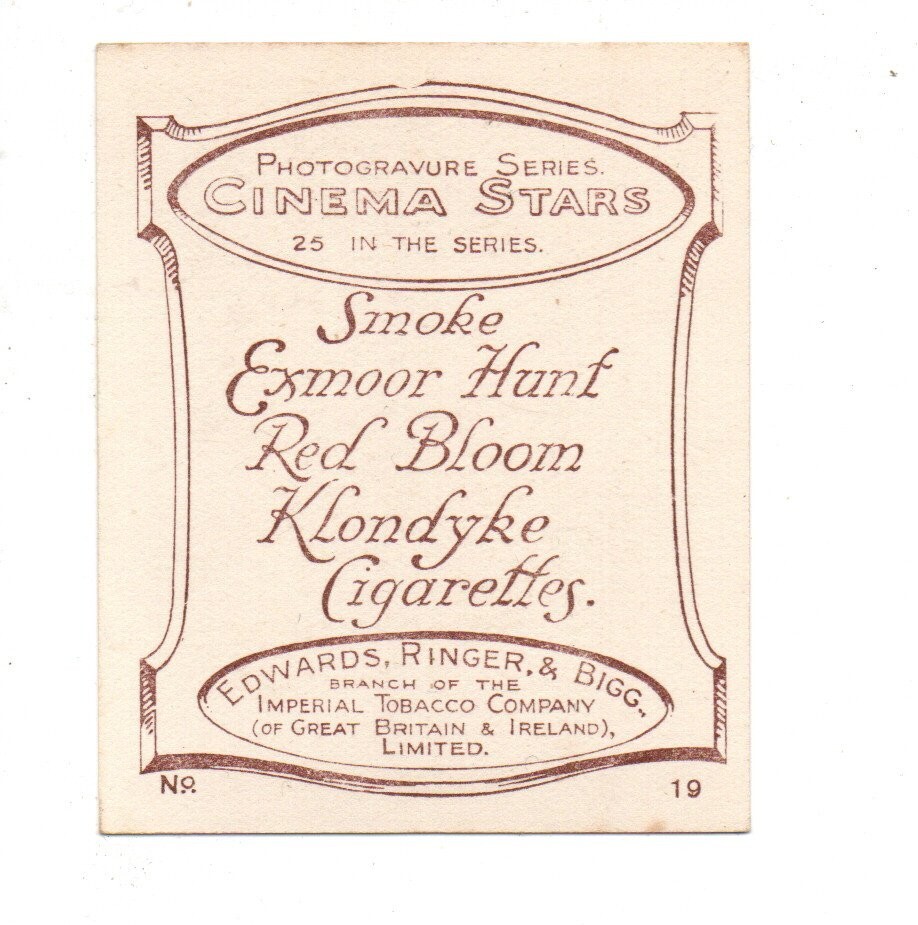 PHOTOGRAVURE SERIES.
CINEMA STARS
25 IN THE SERIES.
Smoke
Exmoor Hunt
Red Bloom
Klondyke
Cigarettes.
EDWARDS, RINGER, & BIGG.,
BRANCH OF THE
IMPERIAL TOBACCO COMPANY
(OF GREAT BRITAIN & IRELAND),
LIMITED.
No. 19